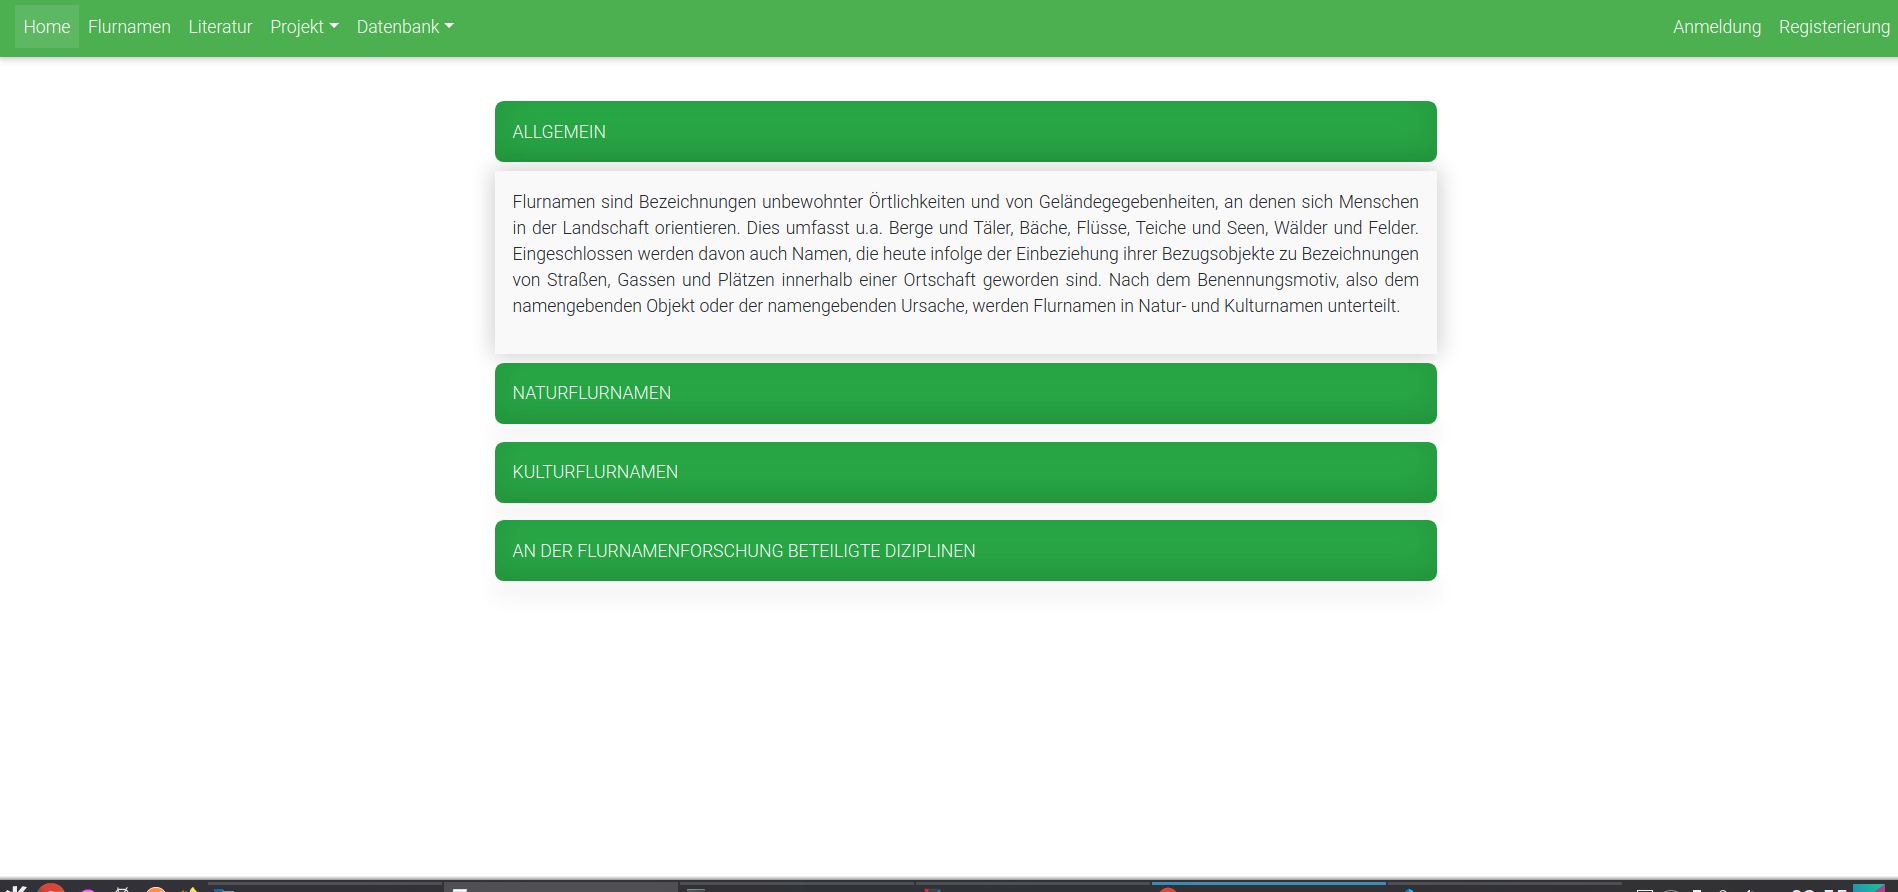 Home Flurnamen Literatur Projekt Datenbank Anmeldung Registerierung
ALLGEMEIN
Flurnamen sind Bezeichnungen unbewohnter Örtlichkeiten und von Geländegegebenheiten, an denen sich Menschen
in der Landschaft orientieren. Dies umfasst u.a. Berge und Täler, Bäche, Flüsse, Teiche und Seen, Wälder und Felder.
Eingeschlossen werden davon auch Namen, die heute infolge der Einbeziehung ihrer Bezugsobjekte zu Bezeichnungen
von Straßen, Gassen und Plätzen innerhalb einer Ortschaft geworden sind. Nach dem Benennungsmotiv, also dem
namengebenden Objekt oder der namengebenden Ursache, werden Flurnamen in Natur- und Kulturnamen unterteilt.
NATURFLURNAMEN
KULTURFLURNAMEN
AN DER FLURNAMENFORSCHUNG BETEILIGTE DIZIPLINEN